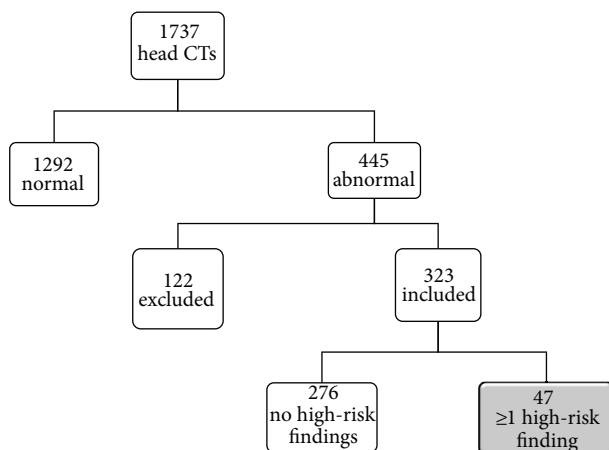 1737
head CTs
1292
normal
445
abnormal
122
excluded
323
included
276
no high-risk
findings
47
≥1 high-risk
finding